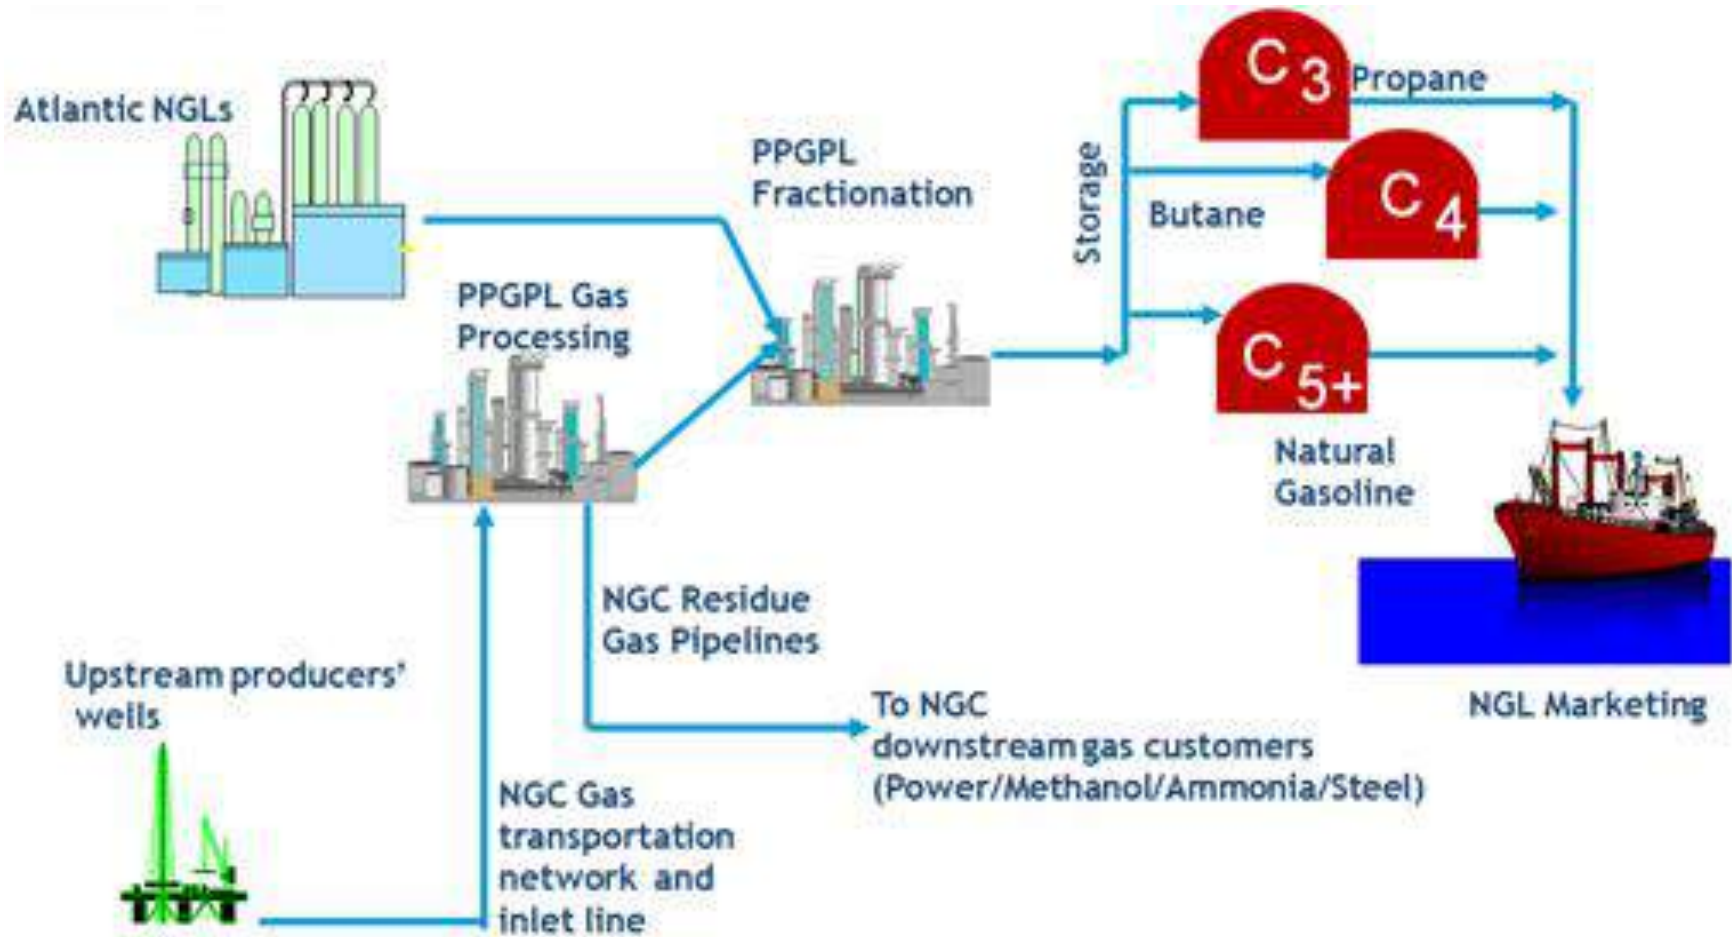 Atlantic NGLs
PPGPL Gas
Processing
PPGPL
Fractionation
Storage
C3
Propane
Butane
C4
C5+
Natural
Gasoline
NGL Marketing
NGC Residue
Gas Pipelines
To NGC
downstream gas customers
(Power/Methanol/Ammonia/Steel)
Upstream producers'
wells
NGC Gas
transportation
network and
inlet line